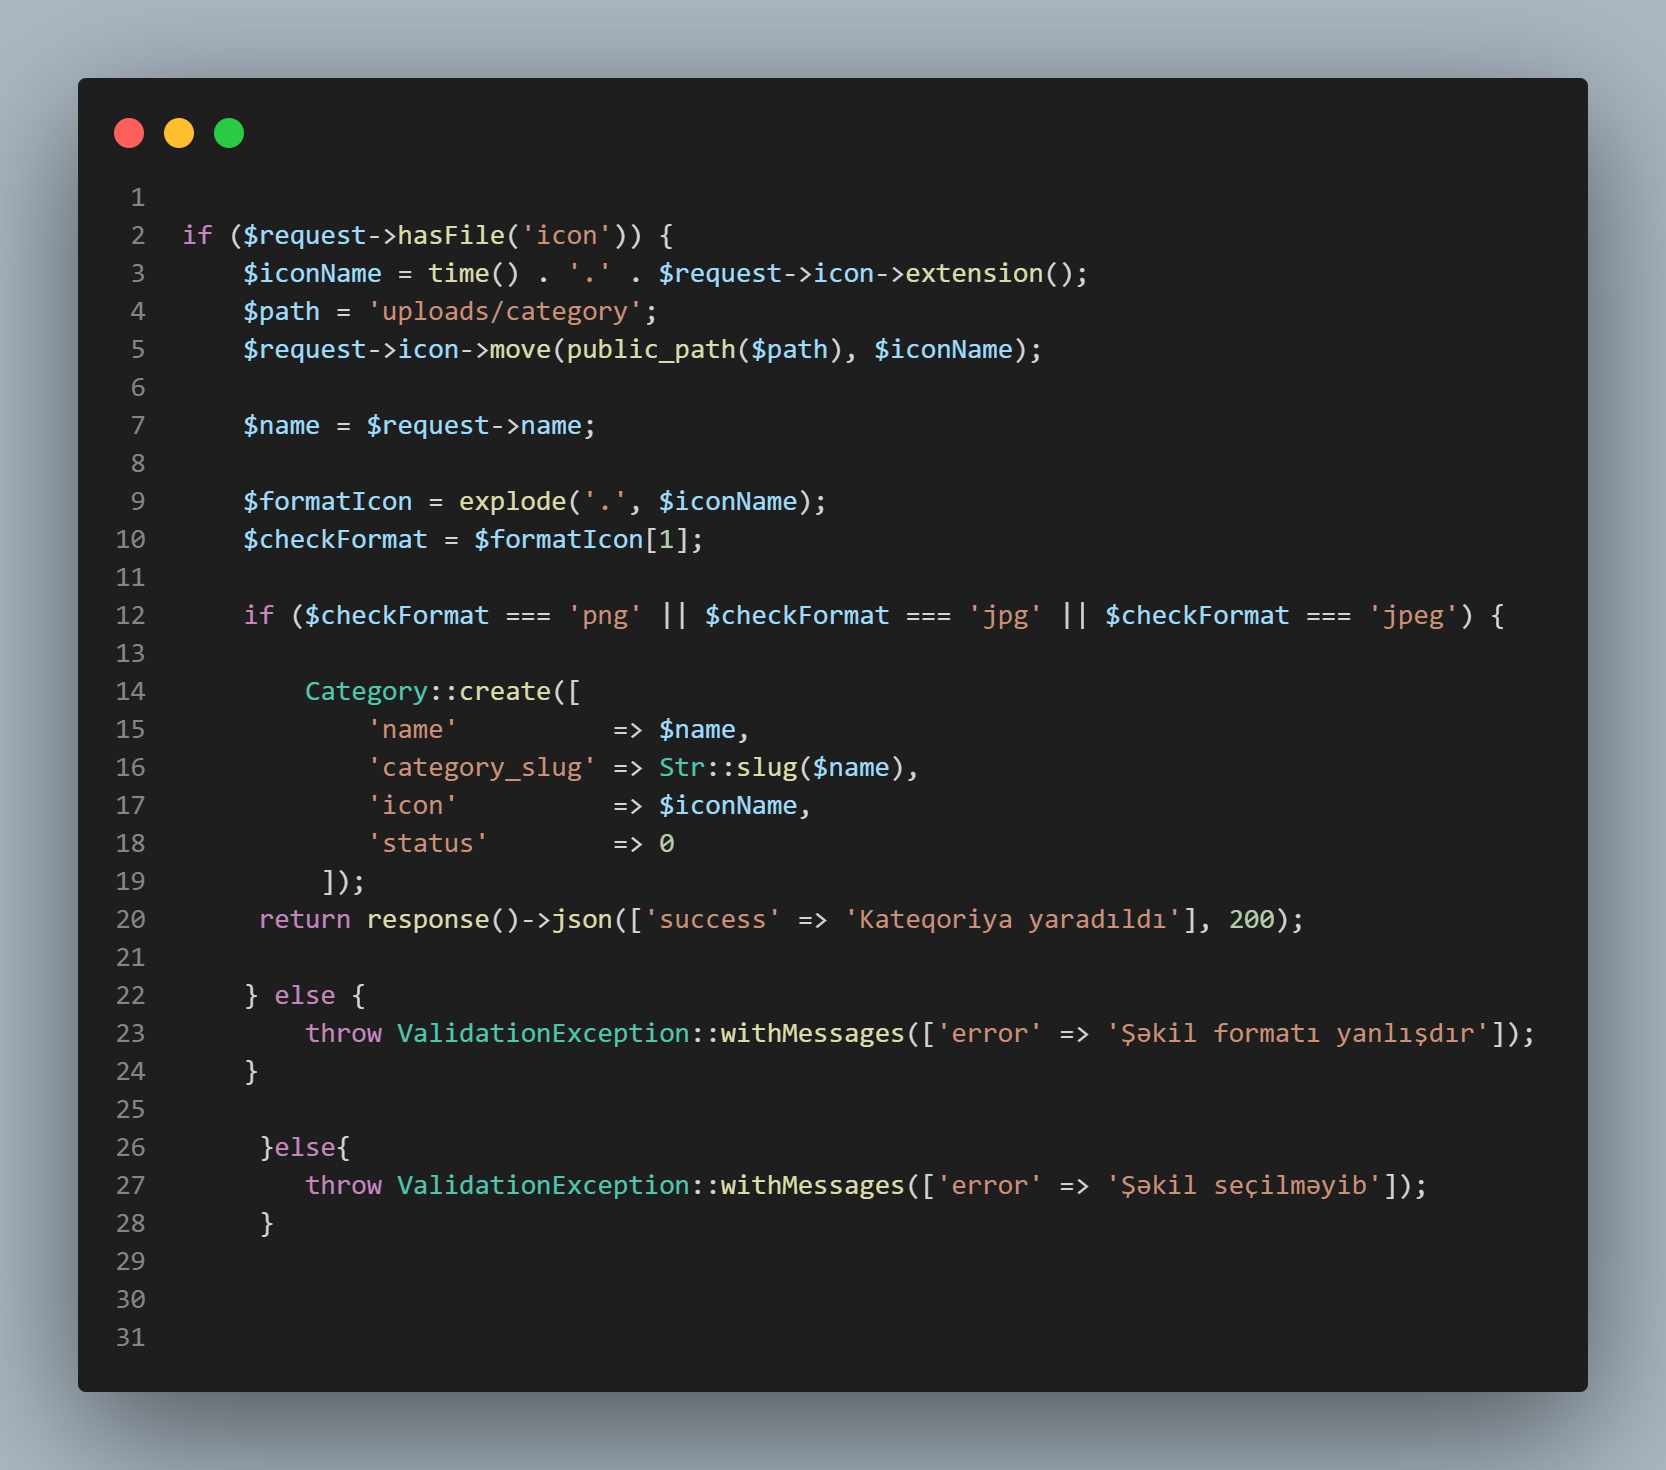 1
2 if ($request->hasFile('icon')) {
3     $iconName = time() . '.' . $request->icon->extension();
4     $path = 'uploads/category';
5     $request->icon->move(public_path($path), $iconName);
6
7     $name = $request->name;
8
9     $formatIcon = explode('.', $iconName);
10     $checkFormat = $formatIcon[1];
11
12     if ($checkFormat === 'png' || $checkFormat === 'jpg' || $checkFormat === 'jpeg') {
13
14         Category::create([
15             'name'          => $name,
16             'category_slug' => Str::slug($name),
17             'icon'          => $iconName,
18             'status'        => 0
19          ]);
20      return response()->json(['success' => 'Kateqoriya yaradıldı'], 200);
21
22     } else {
23         throw ValidationException::withMessages(['error' => 'Şəkil formatı yanlışdır']);
24     }
25
26      }else{
27         throw ValidationException::withMessages(['error' => 'Şəkil seçilməyib']);
28      }
29
30
31